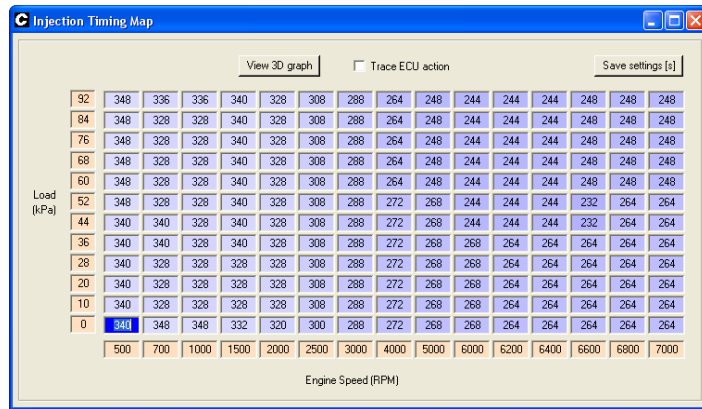 C Injection Timing Map
View 3D graph Trace ECU action Save settings [s]
92 348 336 336 340 328 308 288 264 248 244 244 244 248 248 248
84 348 328 328 340 328 308 288 264 248 244 244 244 248 248 248
76 348 328 328 340 328 308 288 264 248 244 244 244 248 248 248
68 348 328 328 340 328 308 288 264 248 244 244 244 248 248 248
60 348 328 328 340 328 308 288 264 248 244 244 244 248 248 248
Load
(kPa)
52 348 328 328 340 328 308 288 272 268 244 244 244 232 264 264
44 340 340 328 340 328 308 288 272 268 244 244 244 232 264 264
36 340 340 328 340 328 308 288 272 268 268 264 264 264 264 264
28 340 328 328 328 328 308 288 272 268 268 264 264 264 264 264
20 340 328 328 328 328 308 288 272 268 268 264 264 264 264 264
10 340 328 328 328 328 308 288 272 268 268 264 264 264 264 264
0 340 348 348 332 320 300 288 272 268 268 264 264 264 264 264
500 700 1000 1500 2000 2500 3000 4000 5000 6000 6200 6400 6600 6800 7000
Engine Speed (RPM)